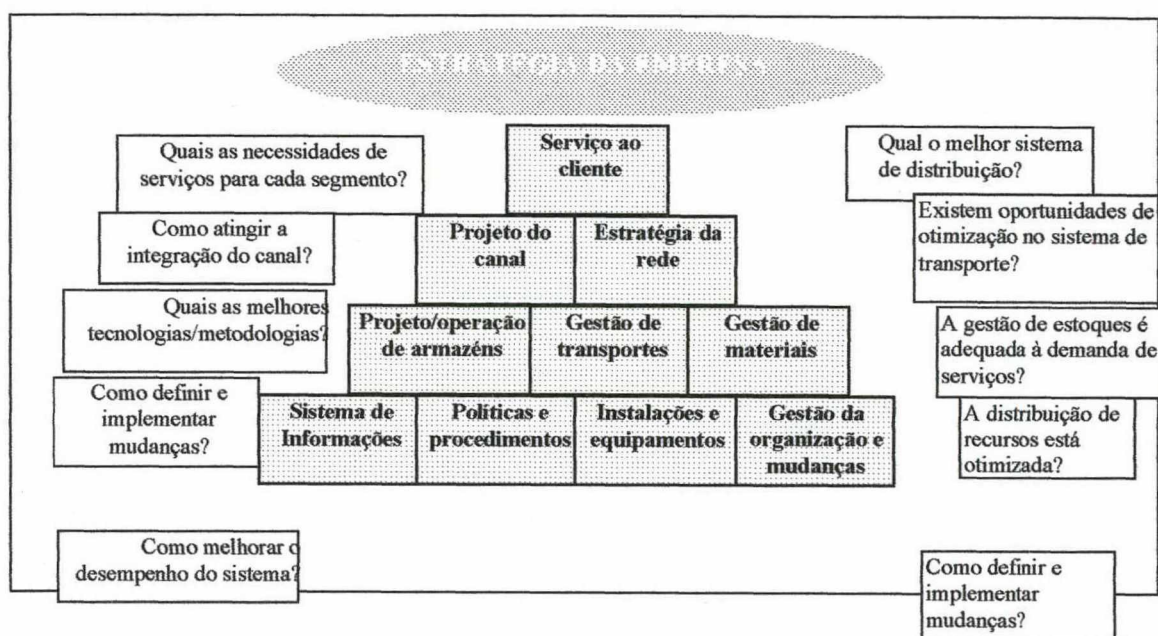 ESTRATÉGIA DA EMPRESA
Serviço ao
cliente
Quais as necessidades de
serviços para cada segmento?
Qual o melhor sistema
de distribuição?
Como atingir a
integração do canal?
Projeto do
canal
Estratégia da
rede
Existem oportunidades de
otimização no sistema de
transporte?
Quais as melhores
tecnologias/metodologias?
Projeto/operação
de armazéns
Gestão de
transportes
Gestão de
materiais
A gestão de estoques é
adequada à demanda de
serviços?
Como definir e
implementar
mudanças?
Sistema de
Informações
Políticas e
procedimentos
Instalações e
equipamentos
Gestão da
organização e
mudanças
A distribuição de
recursos está
otimizada?
Como melhorar o
desempenho do sistema?
Como definir e
implementar
mudanças?